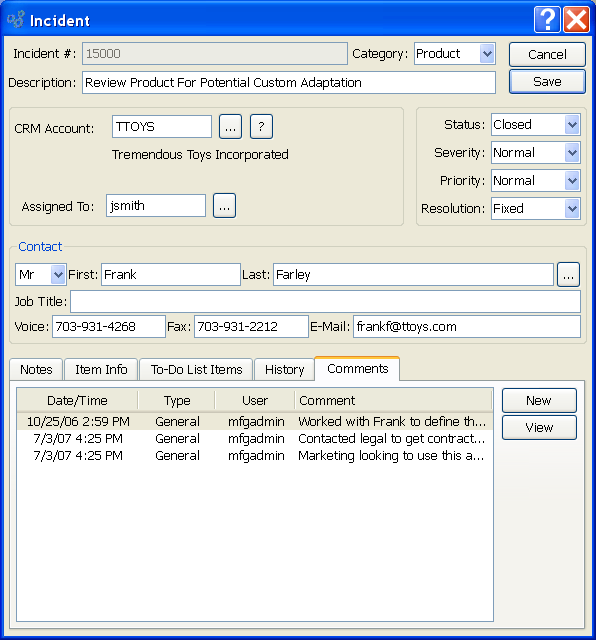 Incident
Incident #: 15000 Category: Product Cancel
Description: Review Product For Potential Custom Adaptation Save
CRM Account: TTOYS ... ? Status: Closed
Tremendous Toys Incorporated Severity: Normal
Priority: Normal
Assigned To: jsmith ... Resolution: Fixed
Contact
Mr First: Frank Last: Farley ...
Job Title:
Voice: 703-931-4268 Fax: 703-931-2212 E-Mail: frankf@ttoys.com
Notes Item Info To-Do List Items History Comments
Date/Time Type User Comment New
10/25/06 2:59 PM General mfgadmin Worked with Frank to define th... View
7/3/07 4:25 PM General mfgadmin Contacted legal to get contract...
7/3/07 4:25 PM General mfgadmin Marketing looking to use this a...